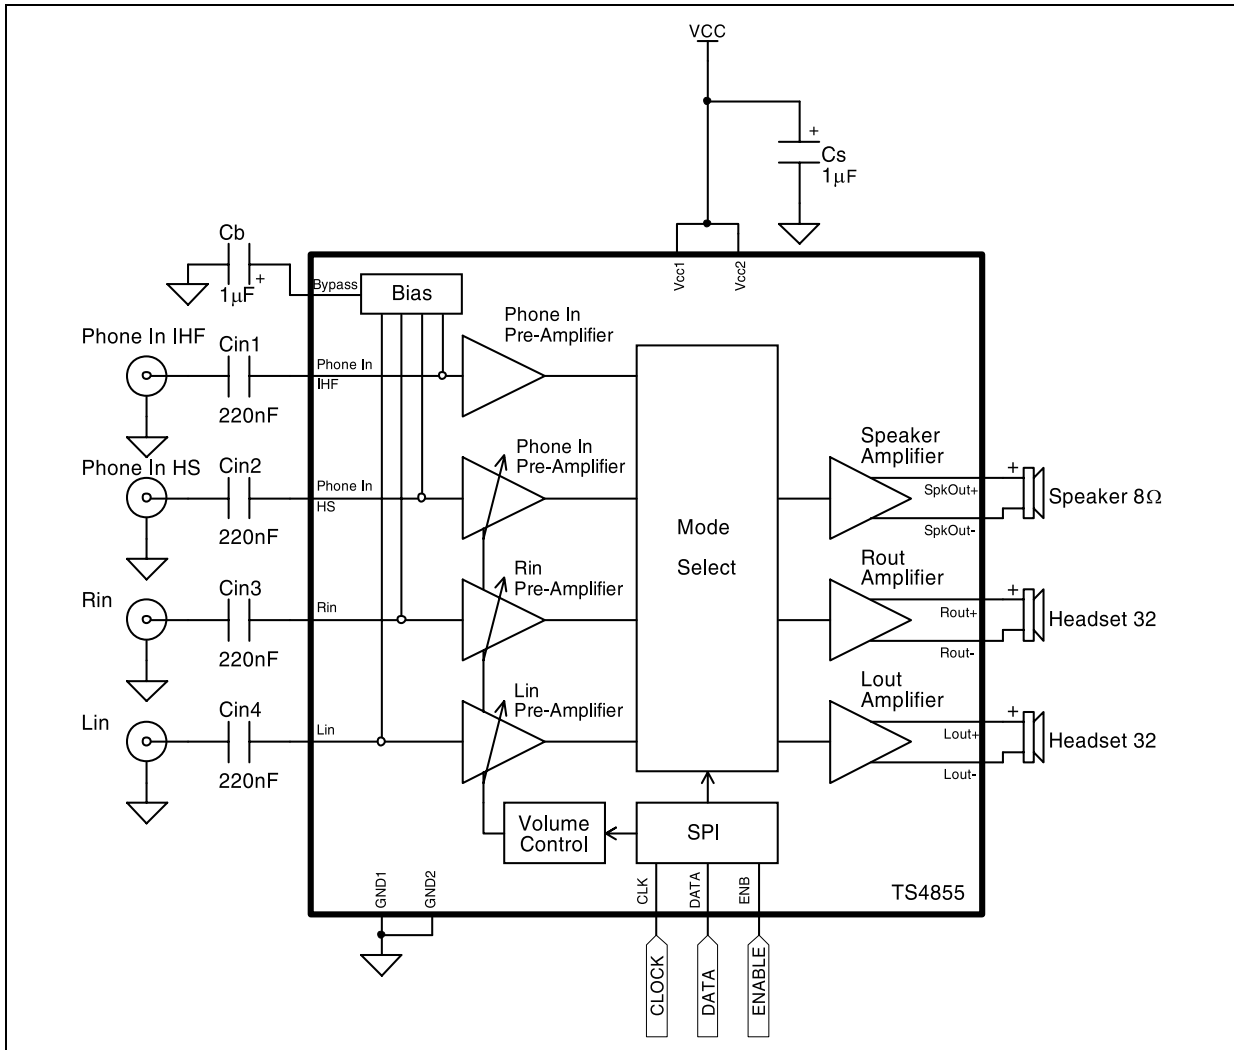 VCC
+
Cs
1µF
Cb
+
1µF
Bypass
Bias
Vcc1
Vcc2
Phone In IHF
Cin1
220nF
Phone In
IHF
Phone In
Pre-Amplifier
Phone In HS
Cin2
220nF
Phone In
HS
Phone In
Pre-Amplifier
Rin
Cin3
220nF
Rin
Rin
Pre-Amplifier
Lin
Cin4
220nF
Lin
Lin
Pre-Amplifier
Mode
Select
Speaker
Amplifier
SpkOut+
SpkOut-
+
Speaker 8Ω
Rout
Amplifier
Rout+
Rout-
+
Headset 32
Lout
Amplifier
Lout+
Lout-
+
Headset 32
Volume
Control
SPI
GND1
GND2
CLK
DATA
ENB
TS4855
CLOCK
DATA
ENABLE